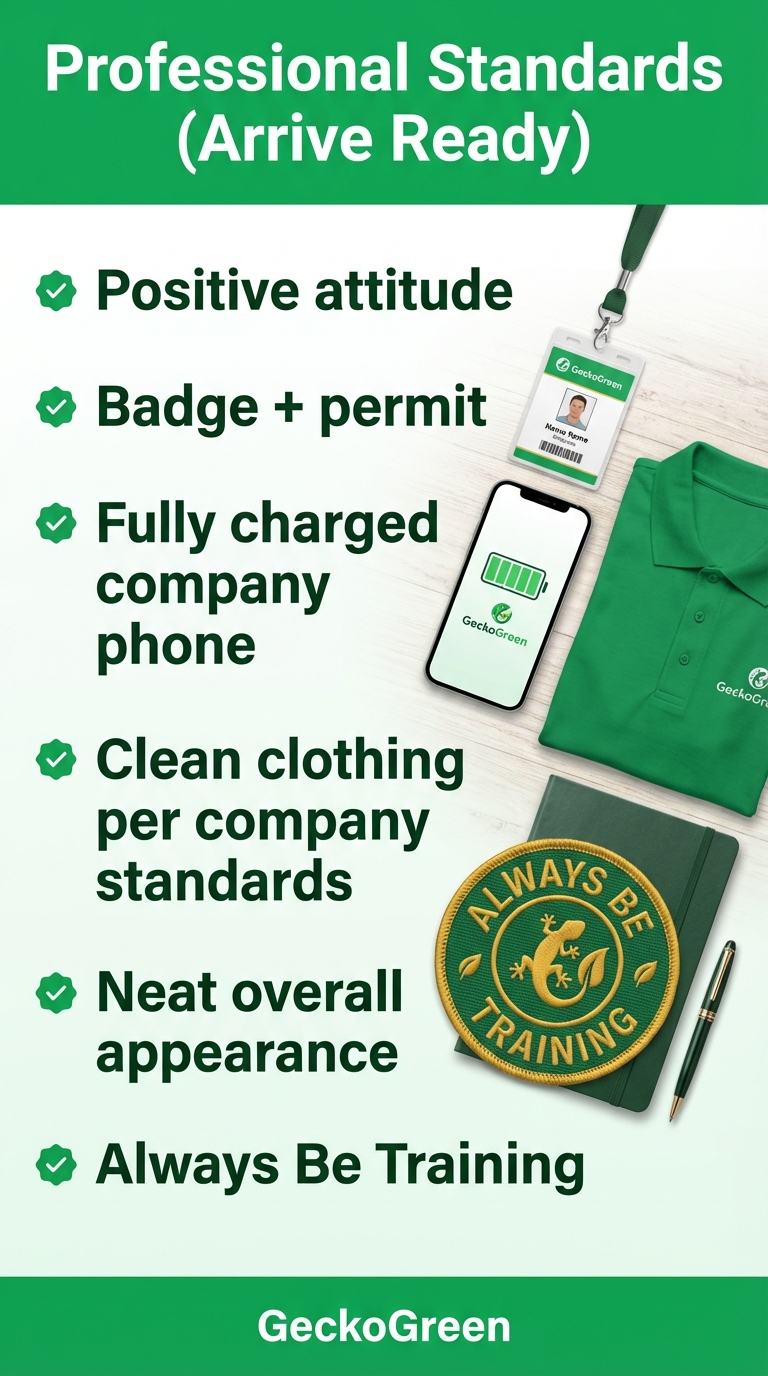 Professional Standards
(Arrive Ready)
Positive attitude
Badge + permit
Fully charged
company
phone
Clean clothing
per company
standards
Neat overall
appearance
Always Be Training
GeckoGreen
GeckoGreen
GeckoGr
ALWAYS BE
TRAINING
GeckoGreen